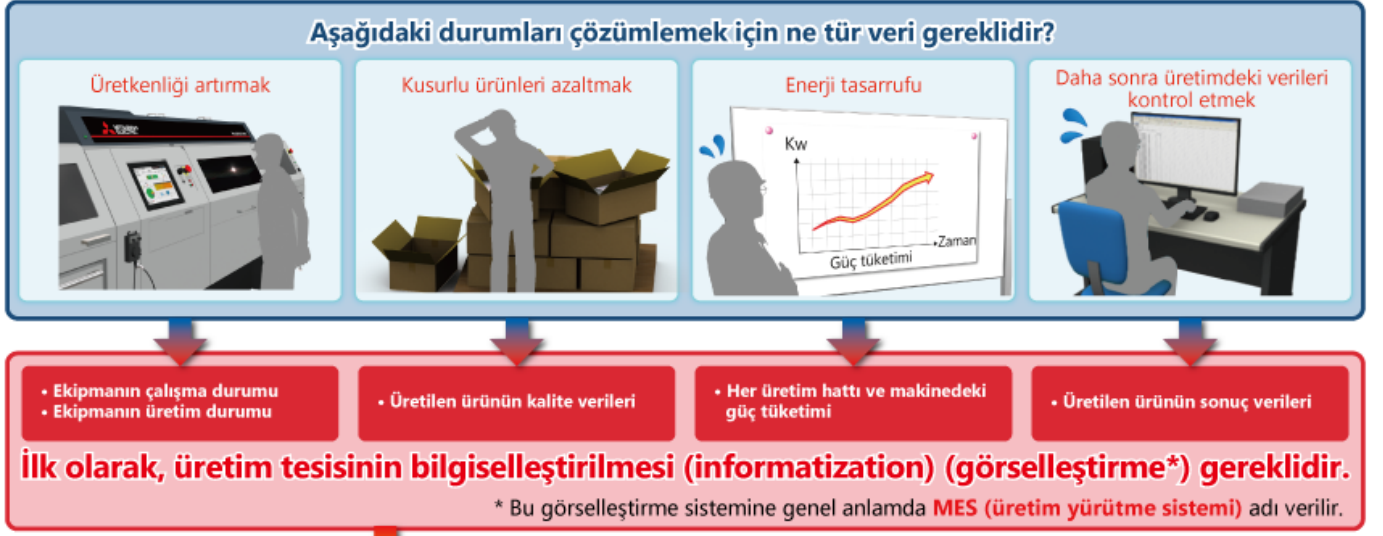 Aşağıdaki durumları çözümlemek için ne tür veri gereklidir?
Üretkenliği artırmak
Kusurlu ürünleri azaltmak
Enerji tasarrufu
Kw
Zaman
Güç tüketimi
Daha sonra üretimdeki verileri
kontrol etmek
• Ekipmanın çalışma durumu
• Ekipmanın üretim durumu
• Üretilen ürünün kalite verileri
• Her üretim hattı ve makinedeki
güç tüketimi
• Üretilen ürünün sonuç verileri
İlk olarak, üretim tesisinin bilgiselleştirilmesi (informatization) (görselleştirme*) gereklidir.
* Bu görselleştirme sistemine genel anlamda MES (üretim yürütme sistemi) adı verilir.